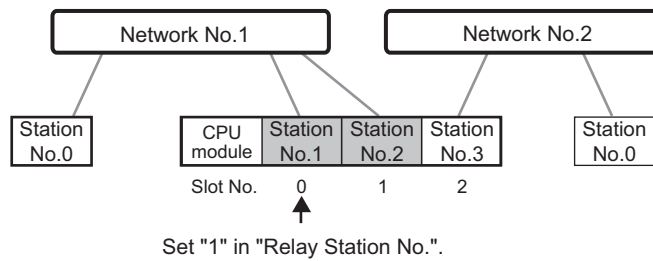 Network No.1
Network No.2
Station No.0
CPU module
Station No.1
Station No.2
Station No.3
Station No.0
Slot No. 0 1 2
Set "1" in "Relay Station No.".